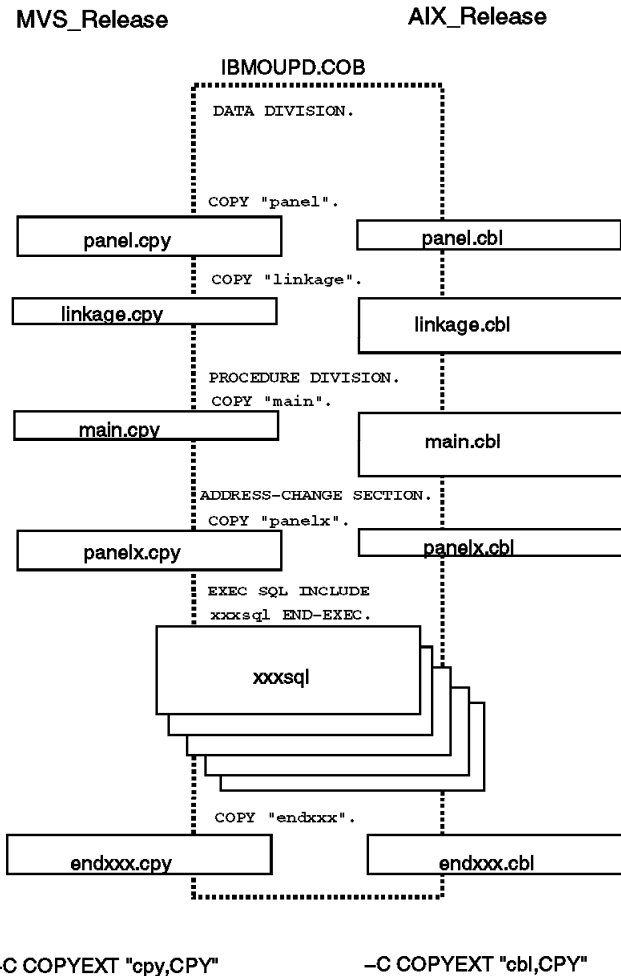 MVS_Release
AIX_Release
IBMOUPD.COB
DATA DIVISION.
COPY "panel".
panel.cpy
panel.cbl
COPY "linkage".
linkage.cpy
linkage.cbl
PROCEDURE DIVISION.
COPY "main".
main.cpy
main.cbl
ADDRESS-CHANGE SECTION.
COPY "panelx".
panelx.cpy
panelx.cbl
EXEC SQL INCLUDE
xxxsql END-EXEC.
xxxsql
COPY "endxxx".
endxxx.cpy
endxxx.cbl
–C COPYEXT "cpy,CPY"
–C COPYEXT "cbl,CPY"